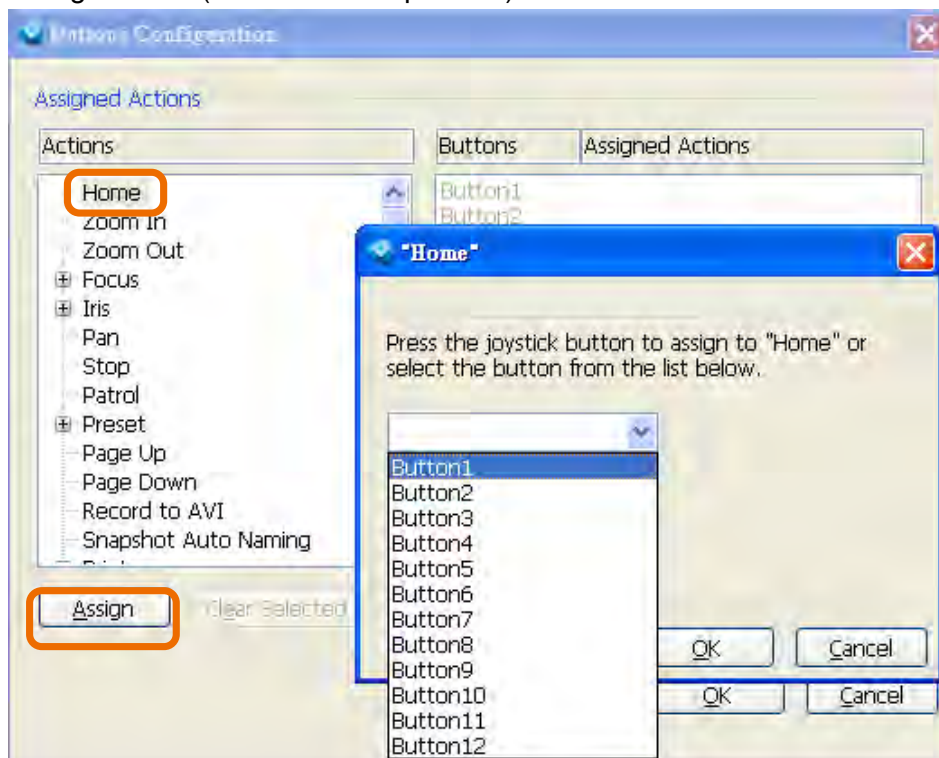 Buttons Configuration
Assigned Actions
Actions
Buttons
Assigned Actions
Home
Zoom In
Zoom Out
Focus
Iris
Pan
Stop
Patrol
Preset
Page Up
Page Down
Record to AVI
Snapshot Auto Naming
Button1
Button2
"Home"
Press the joystick button to assign to "Home" or
select the button from the list below.
Button1
Button2
Button3
Button4
Button5
Button6
Button7
Button8
Button9
Button10
Button11
Button12
OK
Cancel
Assign
Clear Selected
OK
Cancel